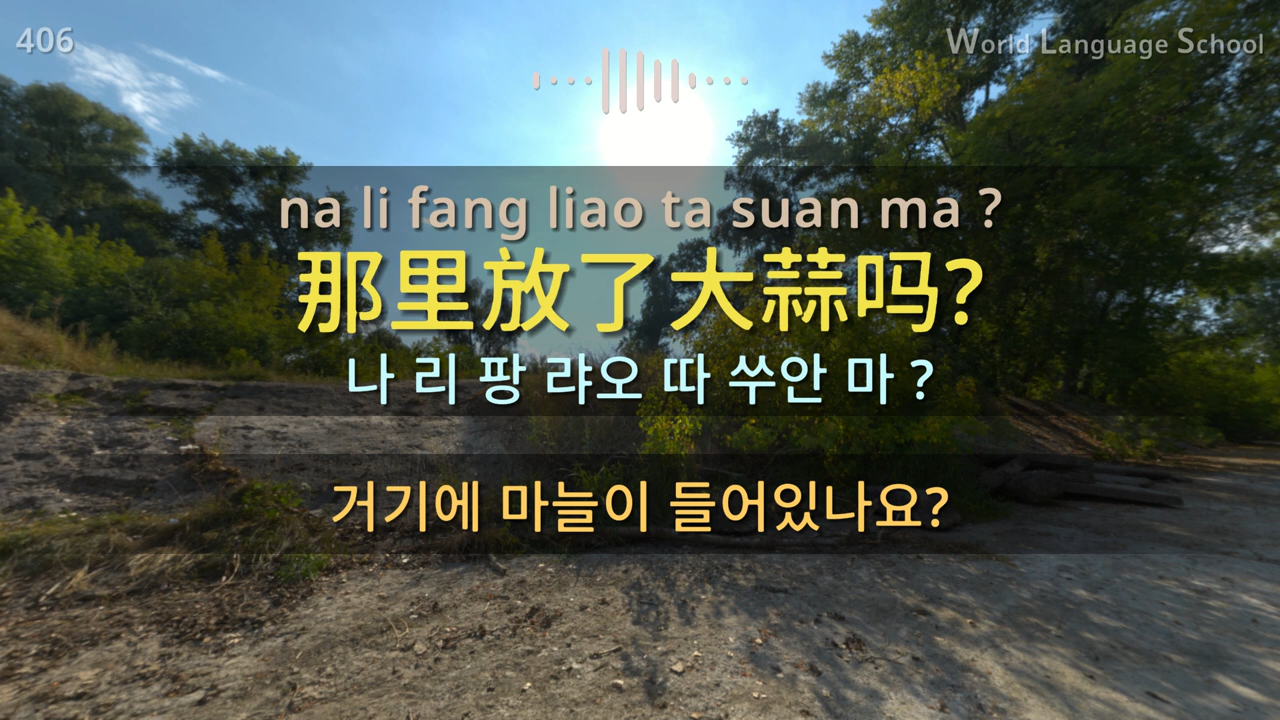 406
World Language School
na li fang liao ta suan ma ?
那里放了大蒜吗?
나 리 팡 랴오 따 쑤안 마 ?
거기에 마늘이 들어있나요?